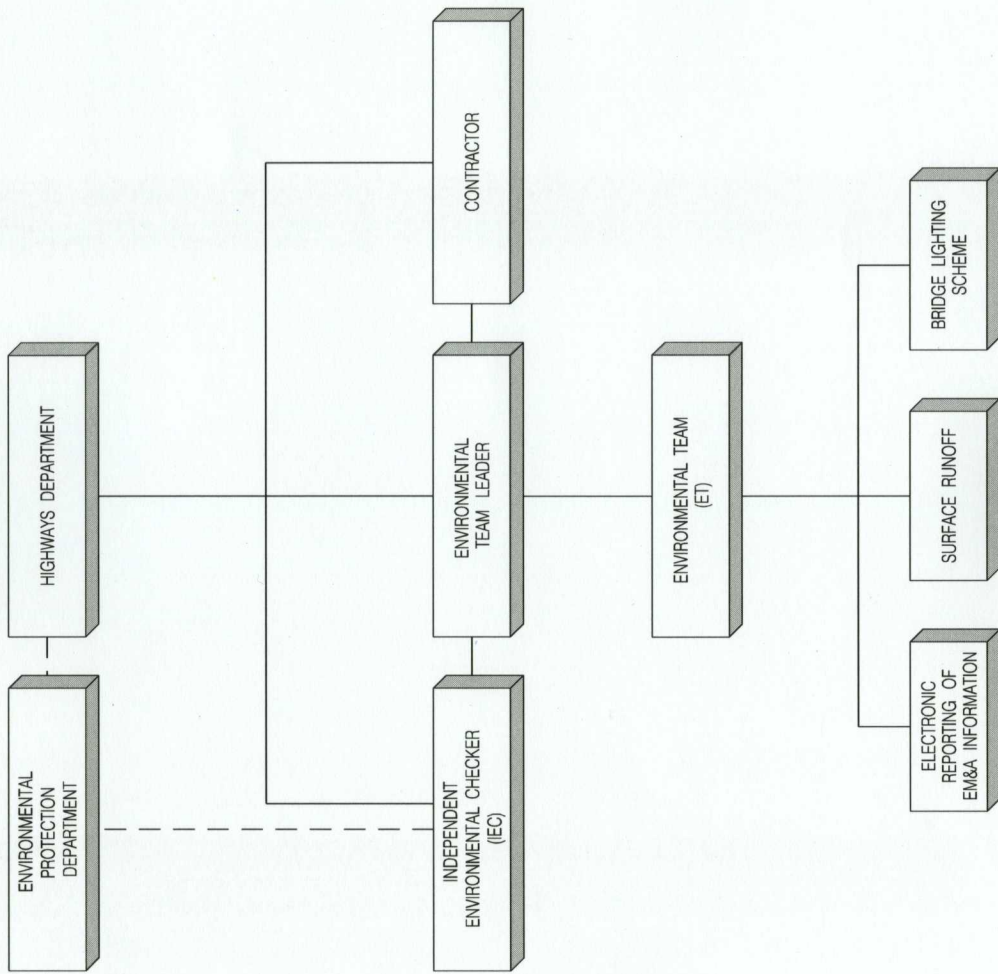 ENVIRONMENTAL
PROTECTION
DEPARTMENT
HIGHWAYS DEPARTMENT
INDEPENDENT
ENVIRONMENTAL CHECKER
(IEC)
ENVIRONMENTAL
TEAM LEADER
CONTRACTOR
ENVIRONMENTAL TEAM
(ET)
ELECTRONIC
REPORTING OF
EM&A INFORMATION
SURFACE RUNOFF
BRIDGE LIGHTING
SCHEME